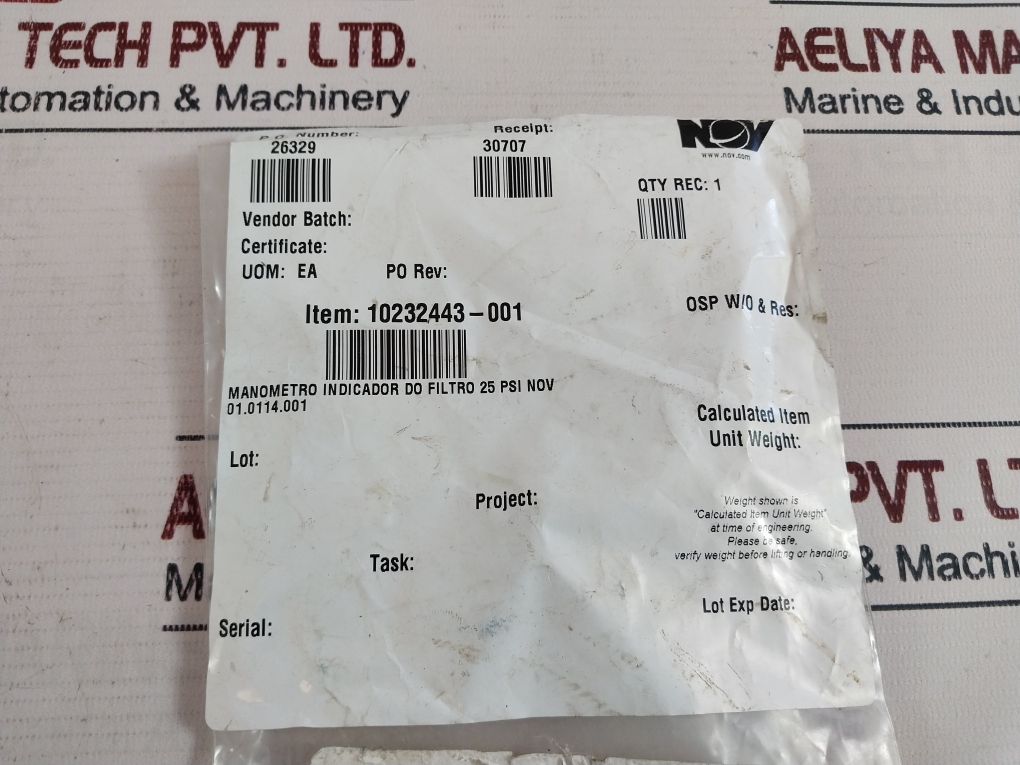 TECH PVT. LTD.
tomation & Machinery
AELIYA MA
Marine & Indu
P.O. Number:
26329
Receipt:
30707
NOV
www.nov.com
QTY REC: 1
Vendor Batch:
Certificate:
UOM: EA
PO Rev:
Item: 10232443-001
OSP W/O & Res:
MANOMETRO INDICADOR DO FILTRO 25 PSI NOV
01.0114.001
Calculated Item
Unit Weight:
Lot:
Project:
Weight shown is
"Calculated Item Unit Weight"
at time of engineering.
Please be safe,
verify weight before lifting or handling.
Task:
Lot Exp Date:
Serial:
A
M
PVT. LT
& Machi